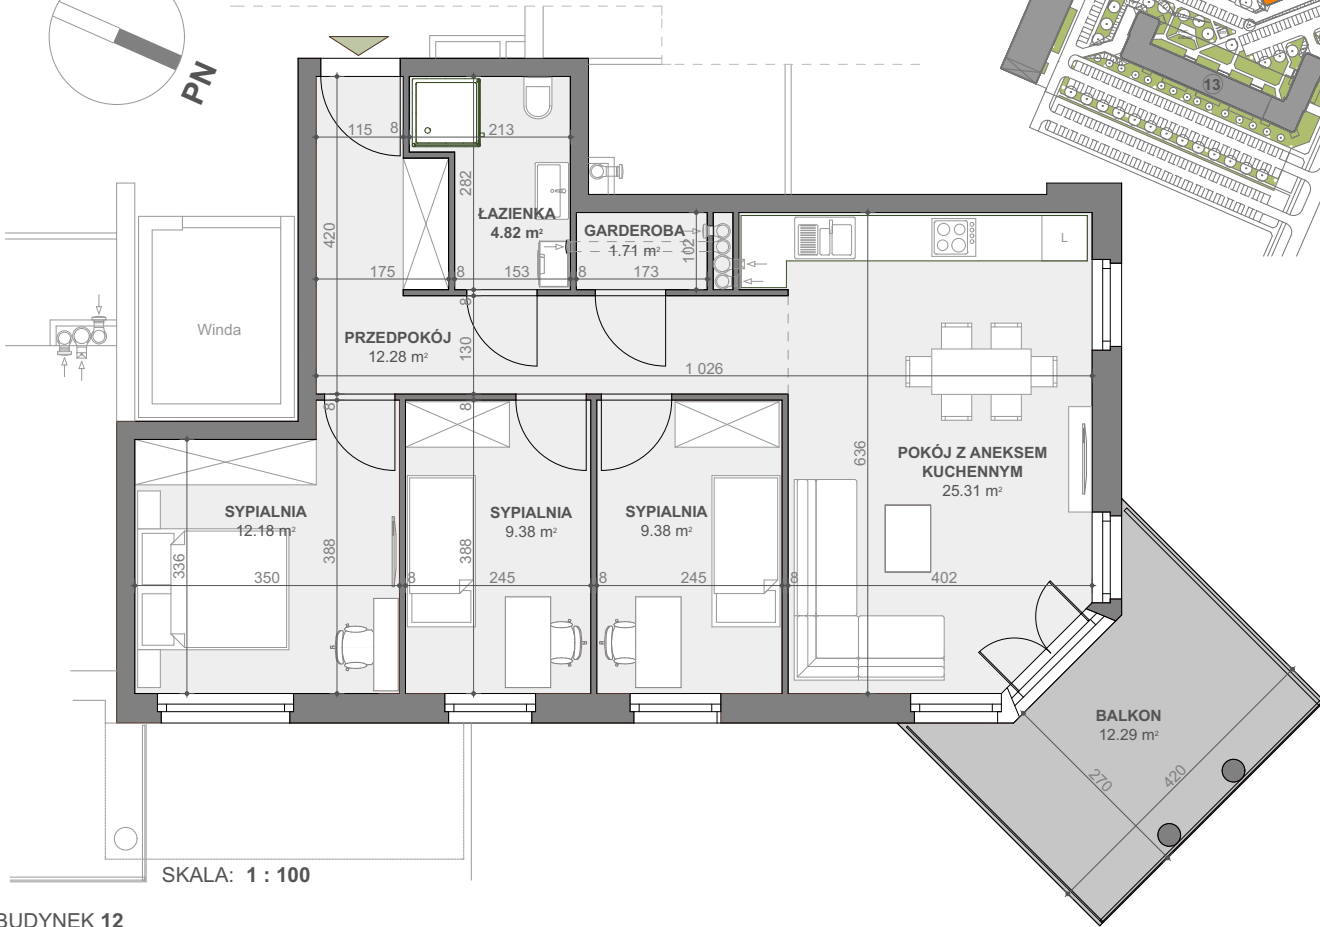 PN
13
115
8
213
282
ŁAZIENKA
4.82 m²
GARDEROBA
1.71 m²
102
L
420
175
8
153
8
173
Winda
8
PRZEDPOKÓJ
12.28 m²
130
1 026
8
8
636
POKÓJ Z ANEKSEM
KUCHENNYM
25.31 m²
SYPIALNIA
12.18 m²
SYPIALNIA
9.38 m²
SYPIALNIA
9.38 m²
336
388
388
350
8
245
8
245
8
402
BALKON
12.29 m²
270
420
SKALA: 1 : 100
BUDYNEK 12